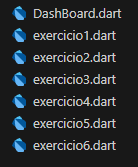 DashBoard.dart
exercicio1.dart
exercicio2.dart
exercicio3.dart
exercicio4.dart
exercicio5.dart
exercicio6.dart